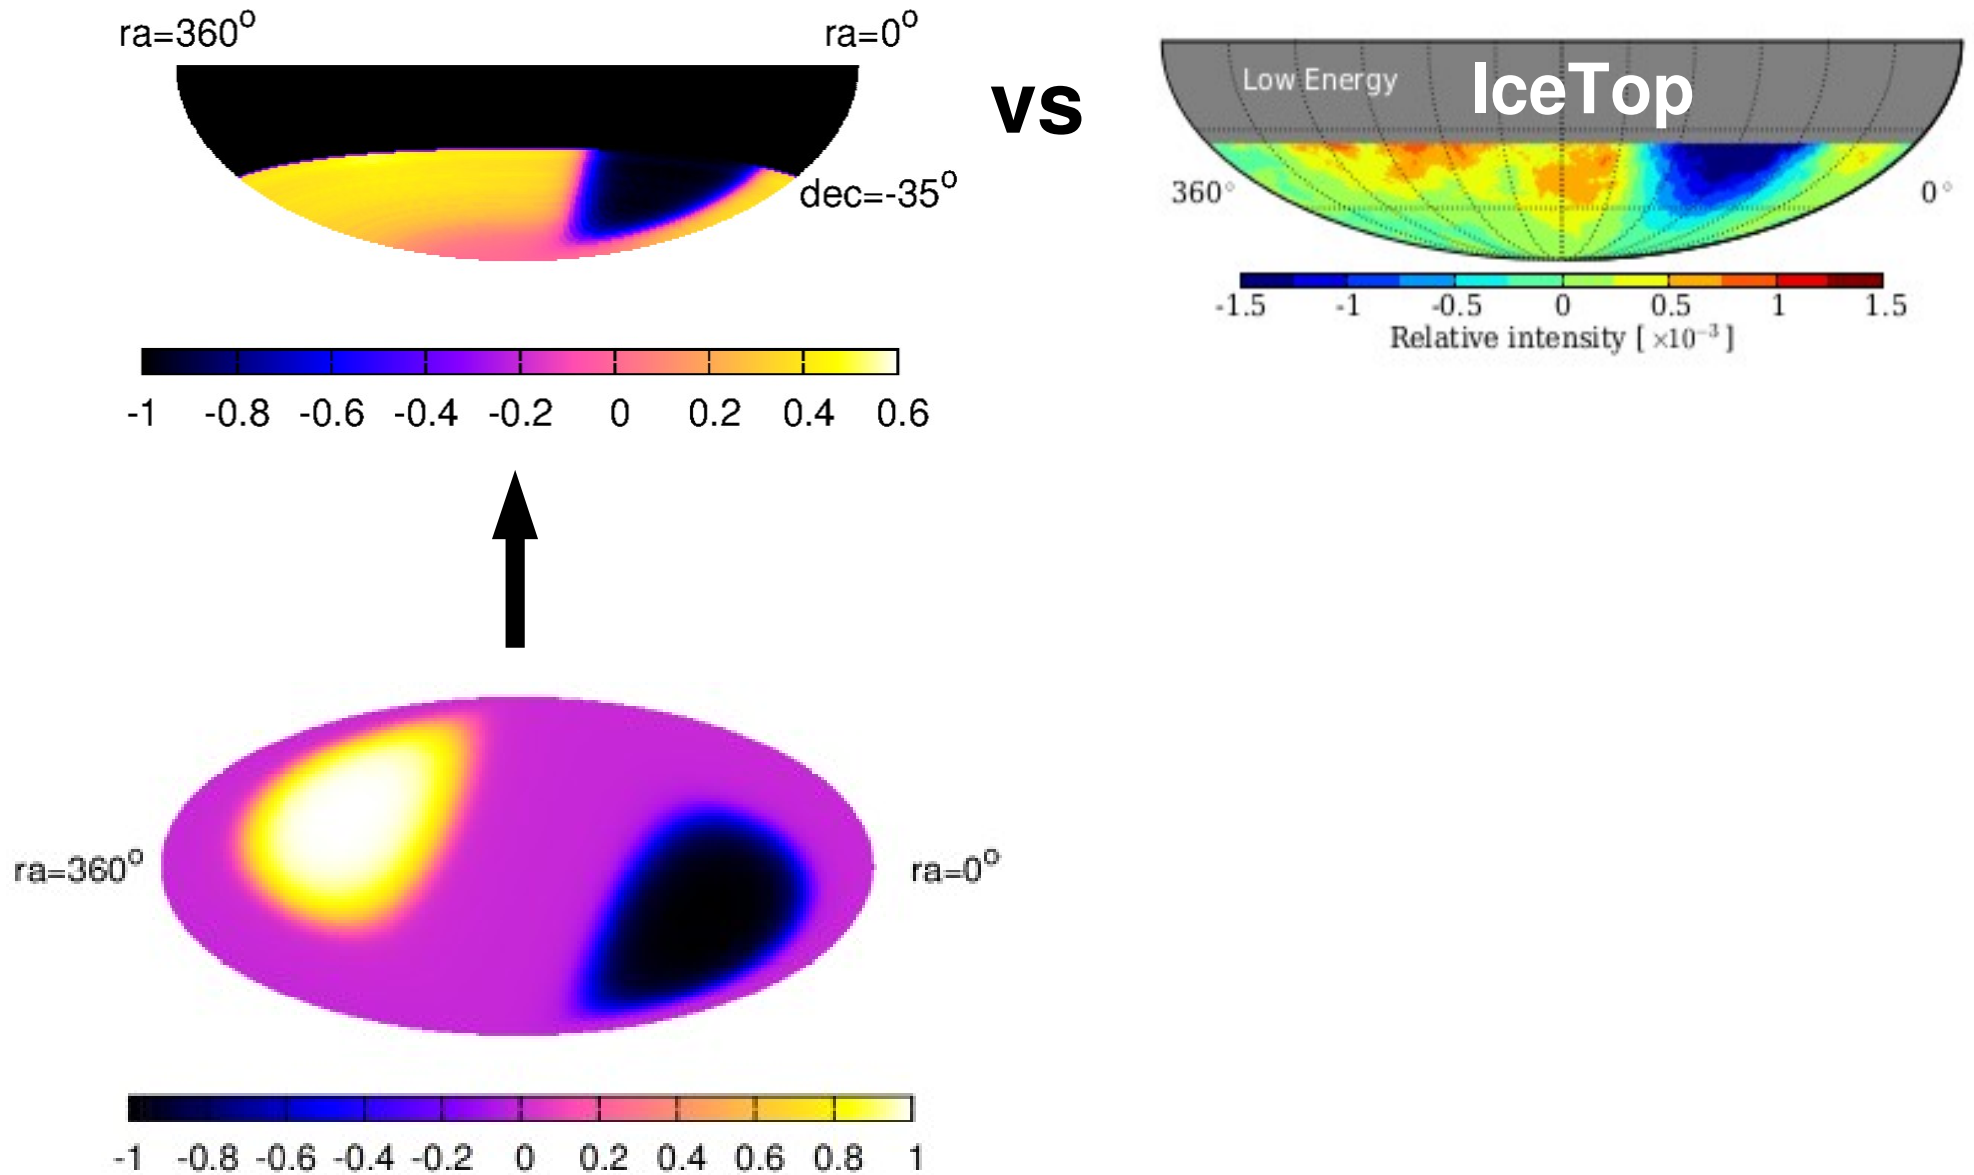 ra=360° ra=0°
vs
Low Energy IceTop
dec=-35°
360° 0°
-1 -0.8 -0.6 -0.4 -0.2 0 0.2 0.4 0.6
-1.5 -1 -0.5 0 0.5 1 1.5
Relative intensity [ ×10⁻³ ]
ra=360° ra=0°
-1 -0.8 -0.6 -0.4 -0.2 0 0.2 0.4 0.6 0.8 1